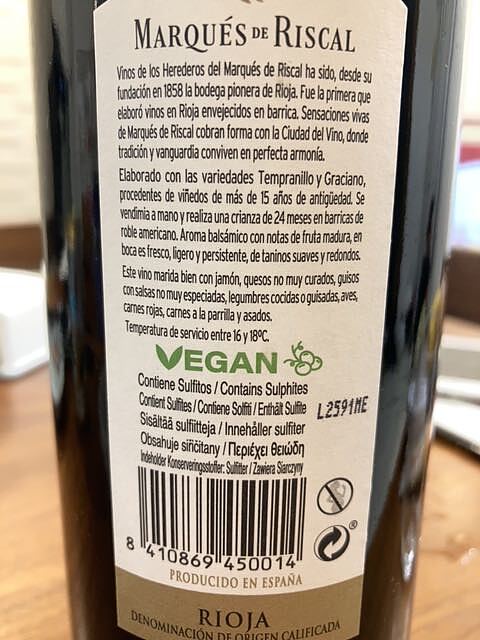 MARQUÉS DE RISCAL
Vinos de los Herederos del Marqués de Riscal ha sido, desde su
fundación en 1858 la bodega pionera de Rioja. Fue la primera que
elaboró vinos en Rioja envejecidos en barrica. Sensaciones vivas
de Marqués de Riscal cobran forma con la Ciudad del Vino, donde
tradición y vanguardia conviven en perfecta armonía.
Elaborado con las variedades Tempranillo y Graciano,
procedentes de viñedos de más de 15 años de antigüedad. Se
vendimia a mano y realiza una crianza de 24 meses en barricas de
roble americano. Aroma balsámico con notas de fruta madura, en
boca es fresco, ligero y persistente, de taninos suaves y redondos.
Este vino marida bien con jamón, quesos no muy curados, guisos
con salsas no muy especiadas, legumbres cocidas o guisadas, aves,
carnes rojas, carnes a la parrilla y asados.
Temperatura de servicio entre 16 y 18ºC.
VEGAN
Contiene Sulfitos / Contains Sulphites
Contient Sulfites / Contiene Solfiti / Enthält Sulfite
L2591ME
Sisältää sulfiitteja / Innehåller sulfiter
Obsahuje siřičitany / Περιέχει θειώδη
Indeholder Konserveringsstoffer: Sulfitter / Zawiera Siarczyny
8 410869 450014
PRODUCIDO EN ESPAÑA
RIOJA
DENOMINACIÓN DE ORIGEN CALIFICADA